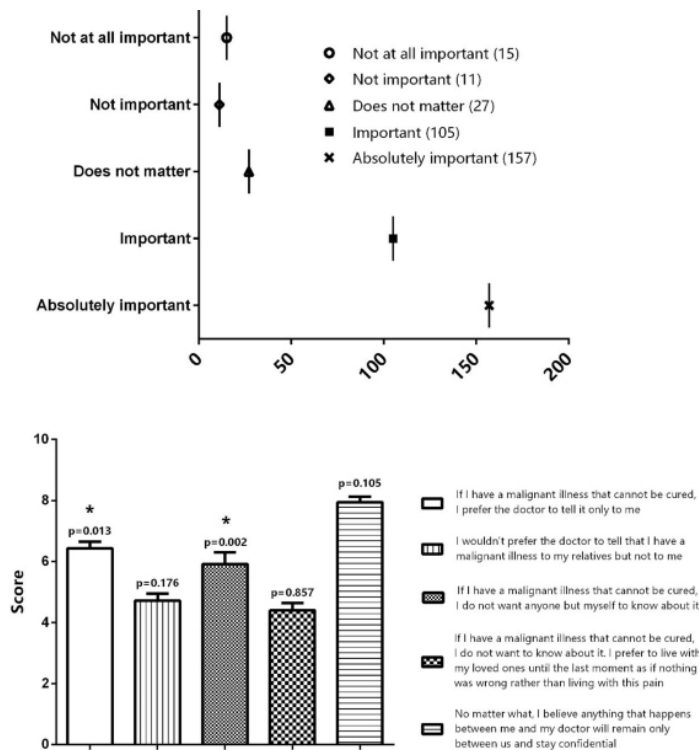 Not at all important
Not important
Does not matter
Important
Absolutely important
Not at all important (15)
Not important (11)
Does not matter (27)
Important (105)
Absolutely important (157)
0
50
100
150
200
10
8
6
4
2
0
Score
*
p=0.013
p=0.176
*
p=0.002
p=0.857
p=0.105
If I have a malignant illness that cannot be cured,
I prefer the doctor to tell it only to me
I wouldn't prefer the doctor to tell that I have a
malignant illness to my relatives but not to me
If I have a malignant illness that cannot be cured,
I do not want anyone but myself to know about it
If I have a malignant illness that cannot be cured,
I do not want to know about it. I prefer to live with
my loved ones until the last moment as if nothing
was wrong rather than living with this pain
No matter what, I believe anything that happens
between me and my doctor will remain only
between us and stay confidential